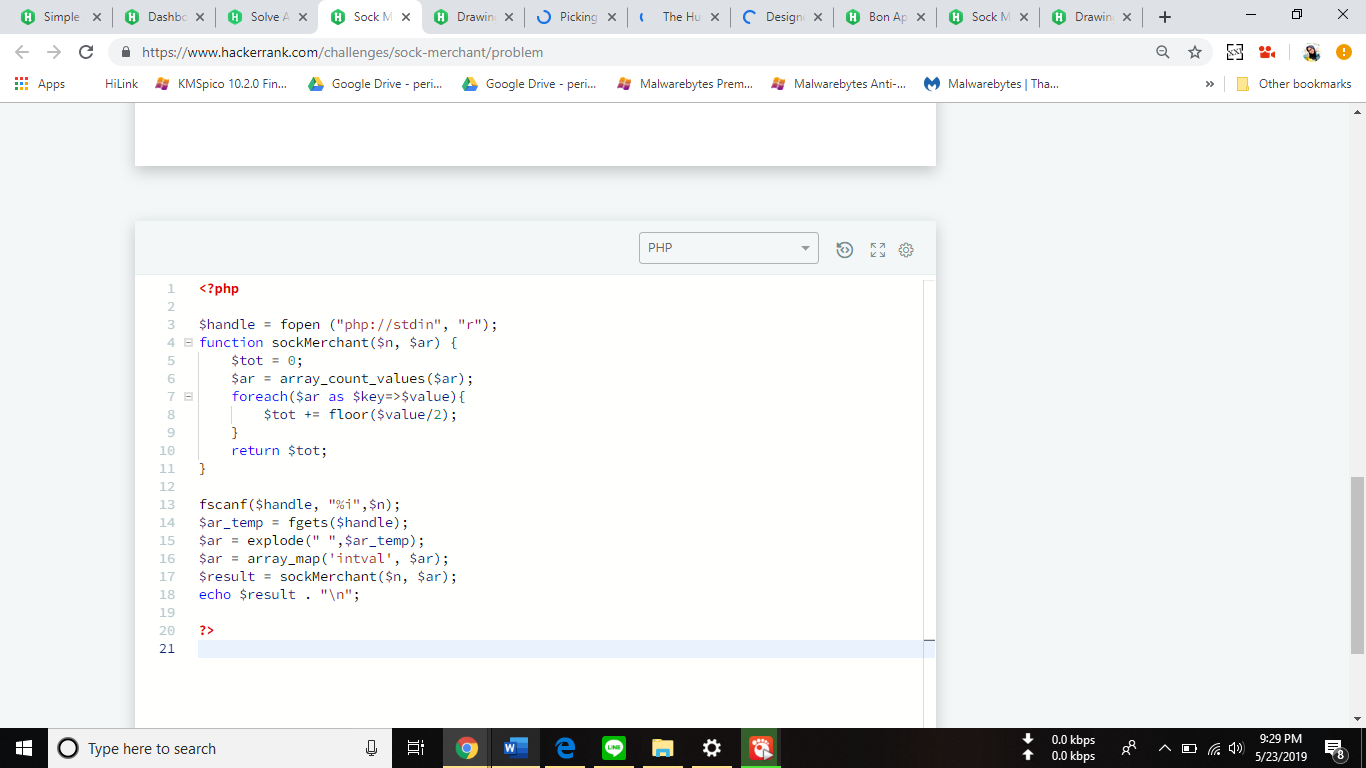 Simple
Dashbo
Solve A
Sock M
Drawin
Picking
The Hu
Design
Bon Ap
Sock M
Drawin
https://www.hackerrank.com/challenges/sock-merchant/problem
Apps
HiLink
KMSpico 10.2.0 Fin...
Google Drive - peri...
Google Drive - peri...
Malwarebytes Prem...
Malwarebytes Anti-...
Malwarebytes | Tha...
»
Other bookmarks
PHP
1 <?php
2
3 $handle = fopen ("php://stdin", "r");
4 function sockMerchant($n, $ar) {
5     $tot = 0;
6     $ar = array_count_values($ar);
7     foreach($ar as $key=>$value){
8         $tot += floor($value/2);
9     }
10     return $tot;
11 }
12
13 fscanf($handle, "%i",$n);
14 $ar_temp = fgets($handle);
15 $ar = explode(" ",$ar_temp);
16 $ar = array_map('intval', $ar);
17 $result = sockMerchant($n, $ar);
18 echo $result . "\n";
19
20 ?>
21
Type here to search
LINE
0.0 kbps
0.0 kbps
9:29 PM
5/23/2019
8